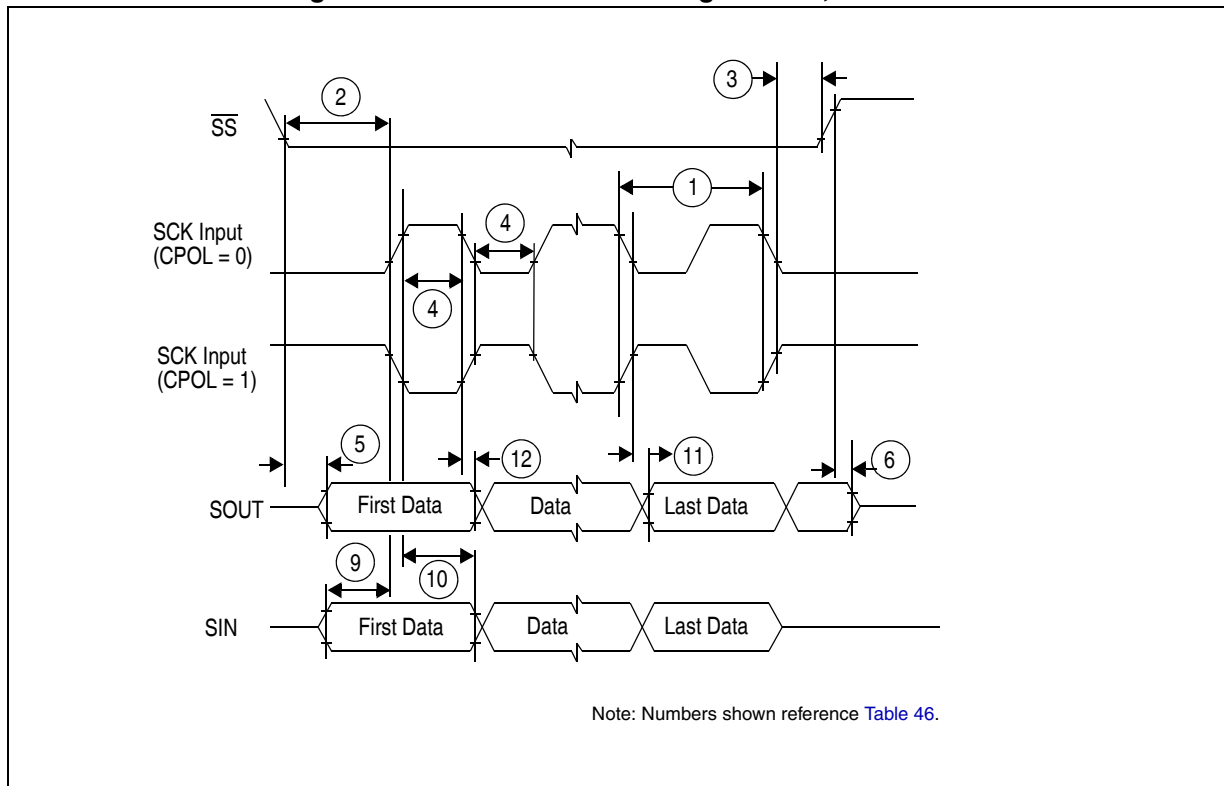 2
3
SS
1
SCK Input
(CPOL = 0)
4
4
SCK Input
(CPOL = 1)
5
12
11
6
SOUT
First Data
Data
Last Data
9
10
SIN
First Data
Data
Last Data
Note: Numbers shown reference Table 46.